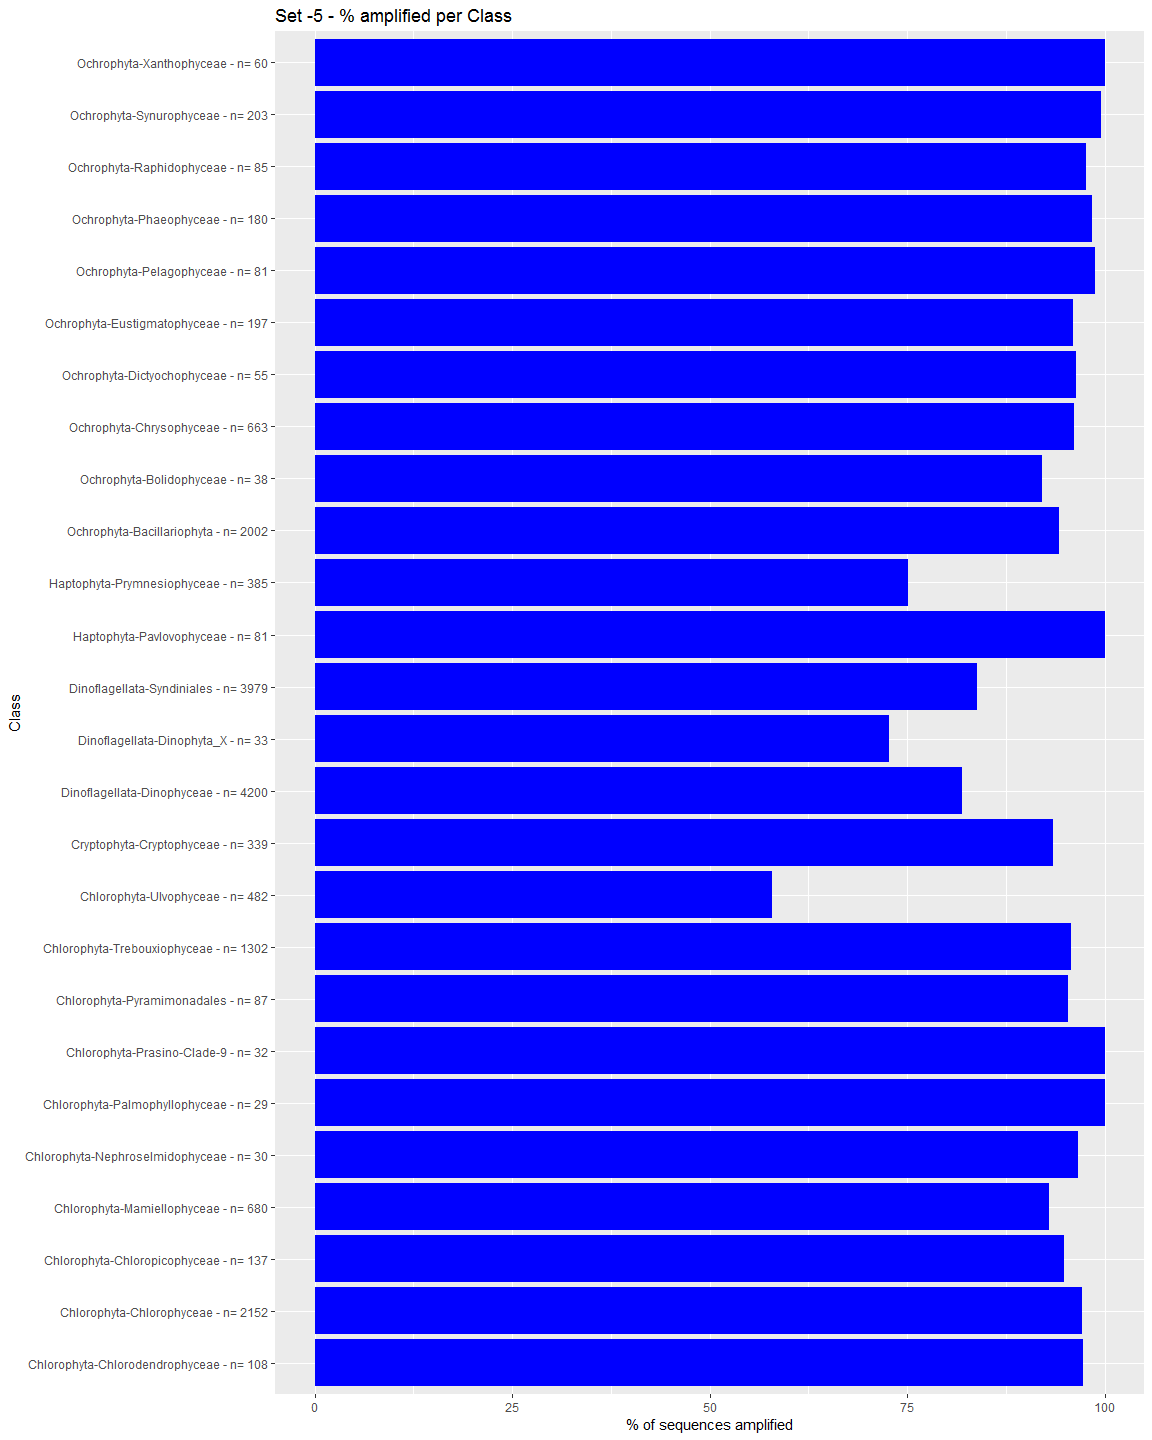 Set -5 - % amplified per Class
Ochrophyta-Xanthophyceae - n= 60
Ochrophyta-Synurophyceae - n= 203
Ochrophyta-Raphidophyceae - n= 85
Ochrophyta-Phaeophyceae - n= 180
Ochrophyta-Pelagophyceae - n= 81
Ochrophyta-Eustigmatophyceae - n= 197
Ochrophyta-Dictyochophyceae - n= 55
Ochrophyta-Chrysophyceae - n= 663
Ochrophyta-Bolidophyceae - n= 38
Ochrophyta-Bacillariophyta - n= 2002
Haptophyta-Prymnesiophyceae - n= 385
Haptophyta-Pavlovophyceae - n= 81
Dinoflagellata-Syndiniales - n= 3979
Dinoflagellata-Dinophyta_X - n= 33
Dinoflagellata-Dinophyceae - n= 4200
Cryptophyta-Cryptophyceae - n= 339
Chlorophyta-Ulvophyceae - n= 482
Chlorophyta-Trebouxiophyceae - n= 1302
Chlorophyta-Pyramimonadales - n= 87
Chlorophyta-Prasino-Clade-9 - n= 32
Chlorophyta-Palmophyllophyceae - n= 29
Chlorophyta-Nephroselmidophyceae - n= 30
Chlorophyta-Mamiellophyceae - n= 680
Chlorophyta-Chloropicophyceae - n= 137
Chlorophyta-Chlorophyceae - n= 2152
Chlorophyta-Chlorodendrophyceae - n= 108
Class
0 25 50 75 100
% of sequences amplified